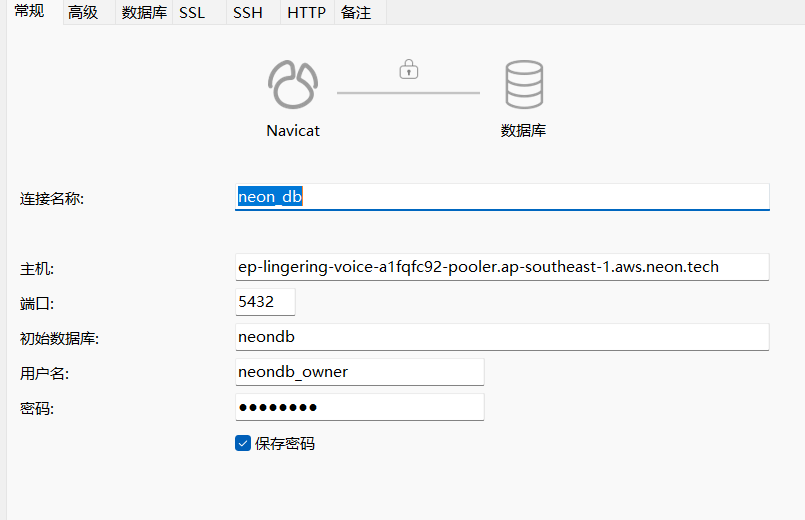 常规 高级 数据库 SSL SSH HTTP 备注
Navicat 数据库
连接名称: neon_db
主机: ep-lingering-voice-a1fqfc92-pooler.ap-southeast-1.aws.neon.tech
端口: 5432
初始数据库: neondb
用户名: neondb_owner
密码: ●●●●●●●●
保存密码